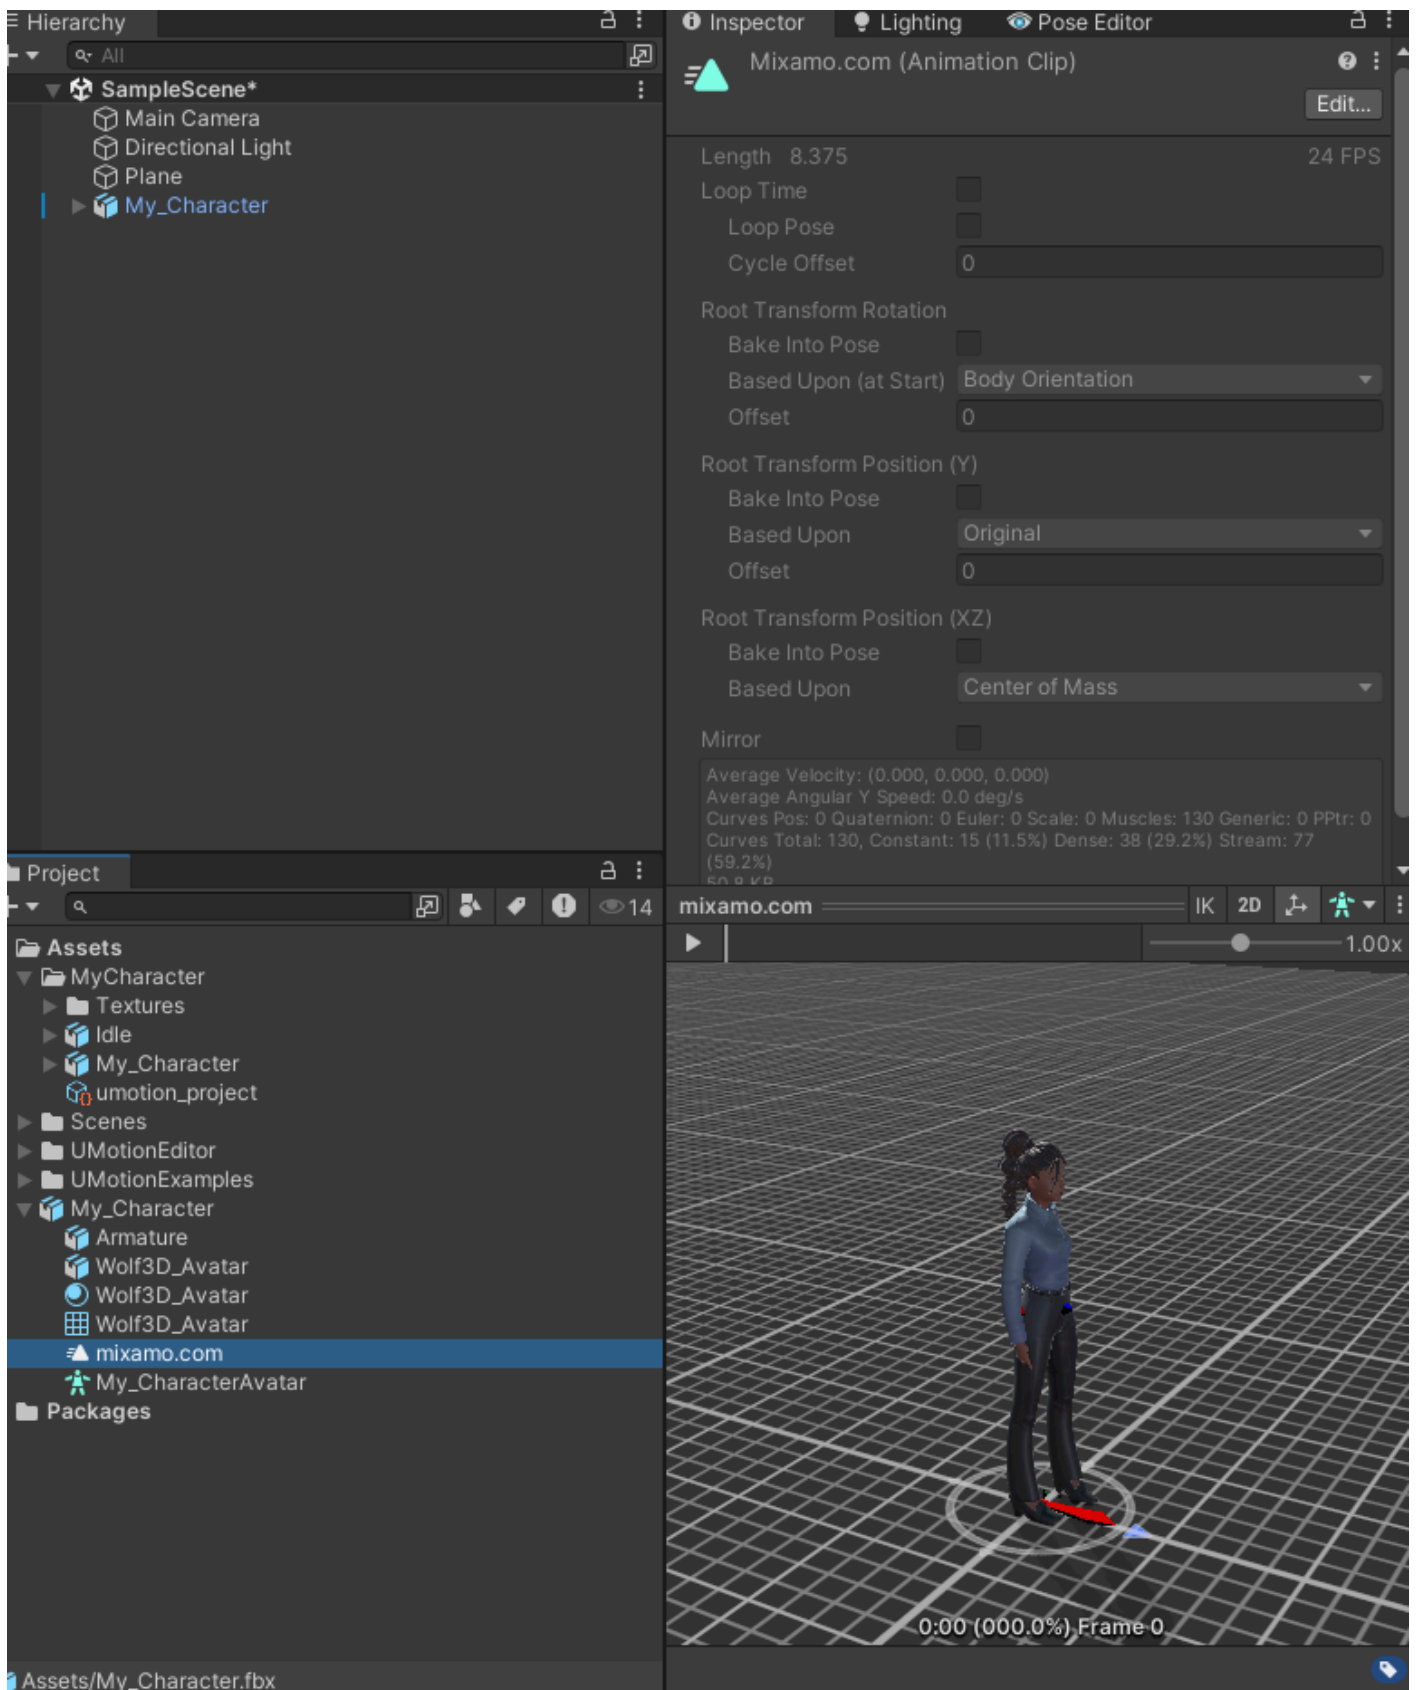 Hierarchy
All
SampleScene*
Main Camera
Directional Light
Plane
My_Character
Inspector
Lighting
Pose Editor
Mixamo.com (Animation Clip)
Edit...
Length 8.375
24 FPS
Loop Time
Loop Pose
Cycle Offset
0
Root Transform Rotation
Bake Into Pose
Based Upon (at Start)
Body Orientation
Offset
0
Root Transform Position (Y)
Bake Into Pose
Based Upon
Original
Offset
0
Root Transform Position (XZ)
Bake Into Pose
Based Upon
Center of Mass
Mirror
Average Velocity: (0.000, 0.000, 0.000)
Average Angular Y Speed: 0.0 deg/s
Curves Pos: 0 Quaternion: 0 Euler: 0 Scale: 0 Muscles: 130 Generic: 0 PPtr: 0
Curves Total: 130, Constant: 15 (11.5%) Dense: 38 (29.2%) Stream: 77
(59.2%)
50.8 KB
Project
14
Assets
MyCharacter
Textures
Idle
My_Character
umotion_project
Scenes
UMotionEditor
UMotionExamples
My_Character
Armature
Wolf3D_Avatar
Wolf3D_Avatar
Wolf3D_Avatar
mixamo.com
My_CharacterAvatar
Packages
Assets/My_Character.fbx
mixamo.com
IK
2D
1.00x
0:00 (000.0%) Frame 0